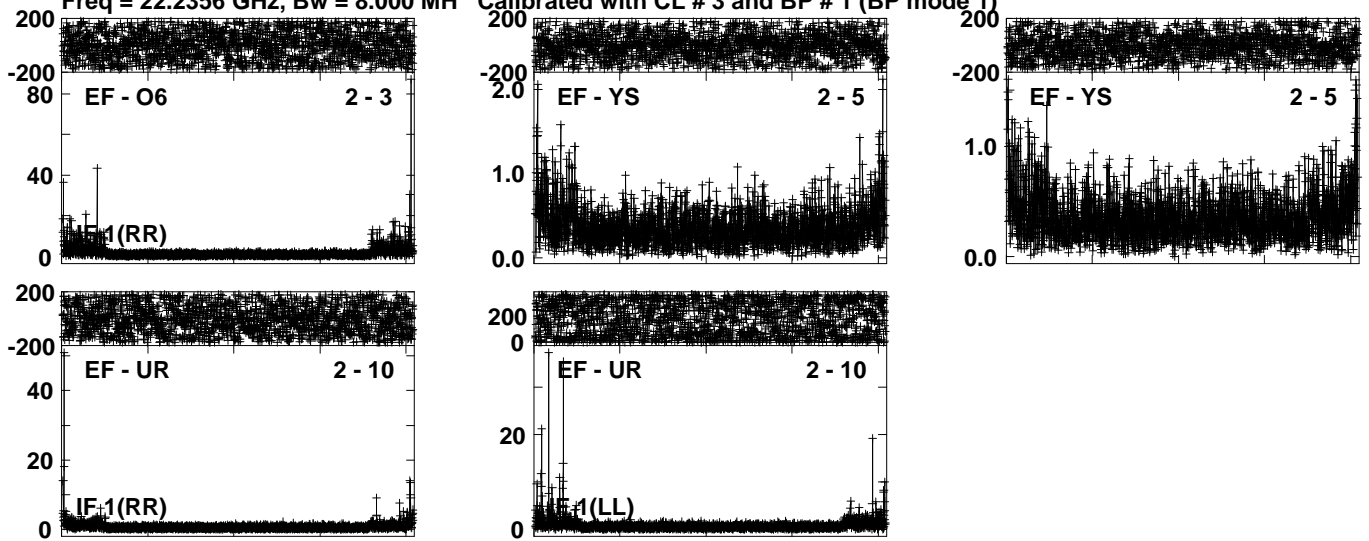 Freq = 22.2356 GHz, Bw = 8.000 MH Calibrated with CL # 3 and BP # 1 (BP mode 1)
200
-200
80
40
0
EF - O6 2 - 3
IF 1(RR)
200
-200
2.0
1.0
0.0
EF - YS 2 - 5
200
-200
1.0
0.0
EF - YS 2 - 5
200
-200
40
20
0
EF - UR 2 - 10
IF 1(RR)
200
0
20
0
EF - UR 2 - 10
IF 1(LL)